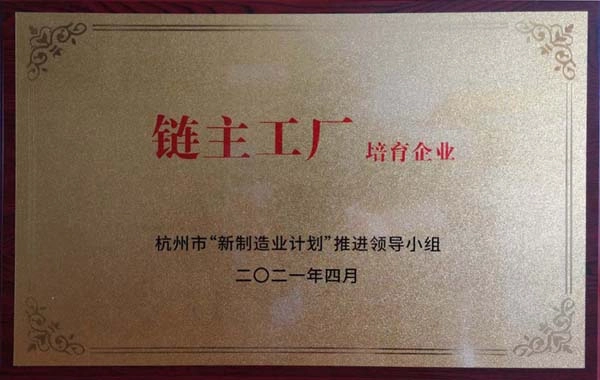 链主工厂 培育企业
杭州市“新制造业计划”推进领导小组
二〇二一年四月